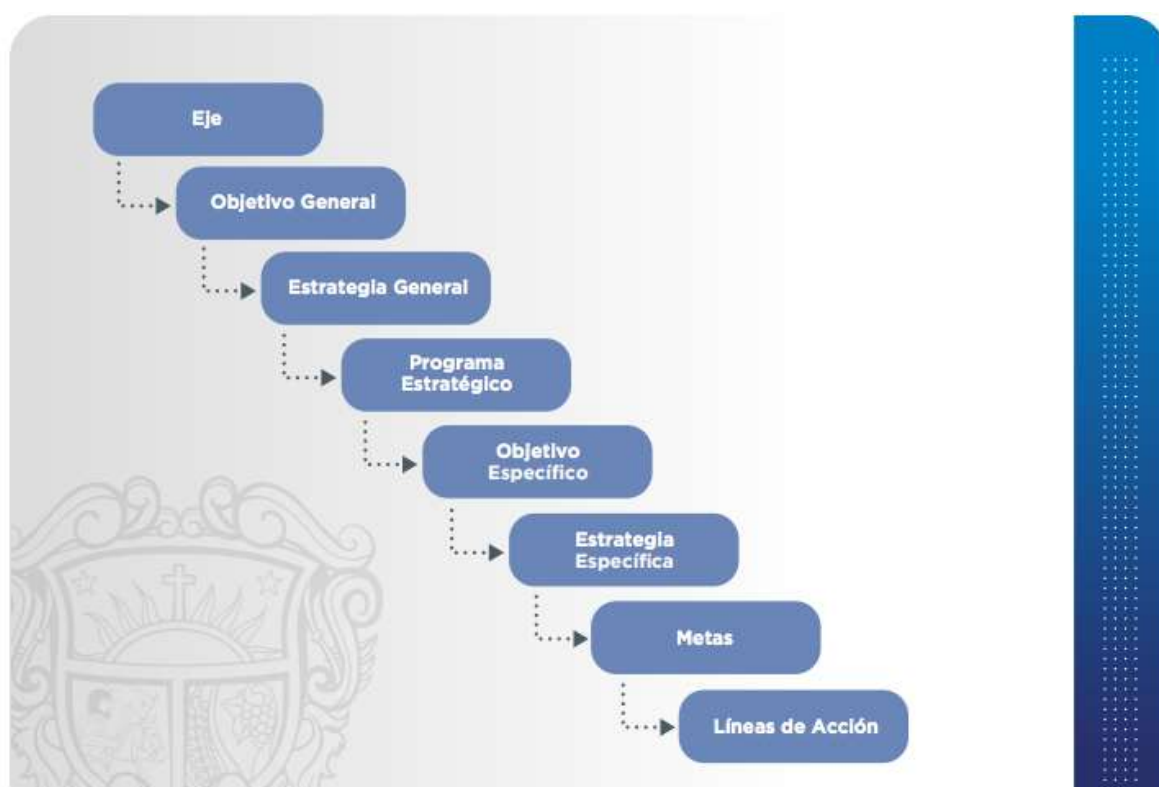 Eje
Objetivo General
Estrategia General
Programa
Estratégico
Objetivo
Específico
Estrategia
Específica
Metas
Líneas de Acción